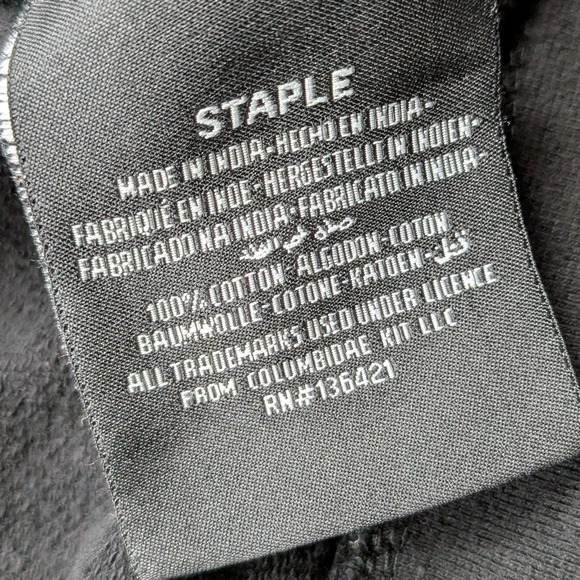 STAPLE
MADE IN INDIA-HECHO EN INDIA-
FABRIQUÉ EN INDE-HERGESTELLT IN INDIEN-
FABRICADO NA INDIA-FABRICATO IN INDIA-
صنع في الهند
100% COTTON-ALGODON-COTON
BAUMWOLLE-COTONE-KATOEN-
ALL TRADEMARKS USED UNDER LICENCE
FROM COLUMBIDAE KIT LLC
RN#136421